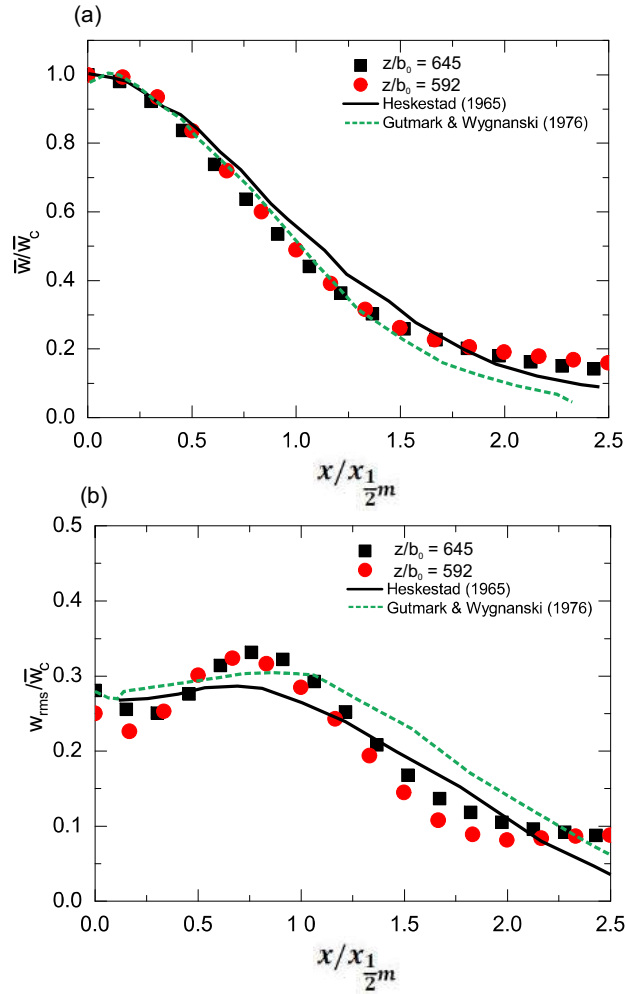 (a)
z/b₀ = 645
z/b₀ = 592
Heskestad (1965)
Gutmark & Wygnanski (1976)
1.0
0.8
0.6
0.4
0.2
0.0
w̅/w̅c
0.0 0.5 1.0 1.5 2.0 2.5
x/x½m
(b)
z/b₀ = 645
z/b₀ = 592
Heskestad (1965)
Gutmark & Wygnanski (1976)
0.5
0.4
0.3
0.2
0.1
0.0
wrms/w̅c
0.0 0.5 1.0 1.5 2.0 2.5
x/x½m